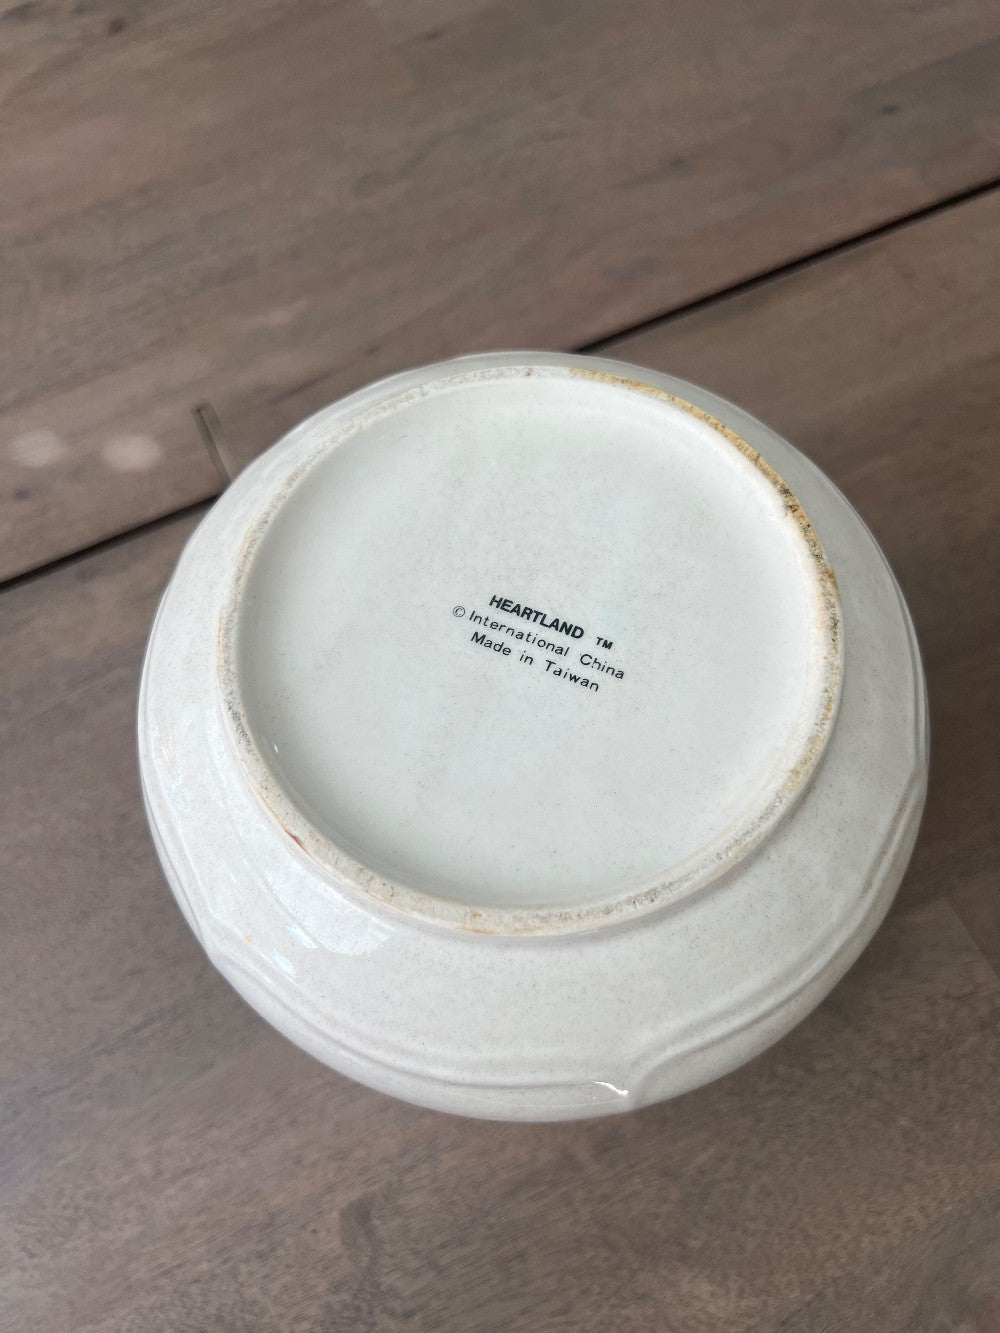 HEARTLAND ™
© International China
Made in Taiwan